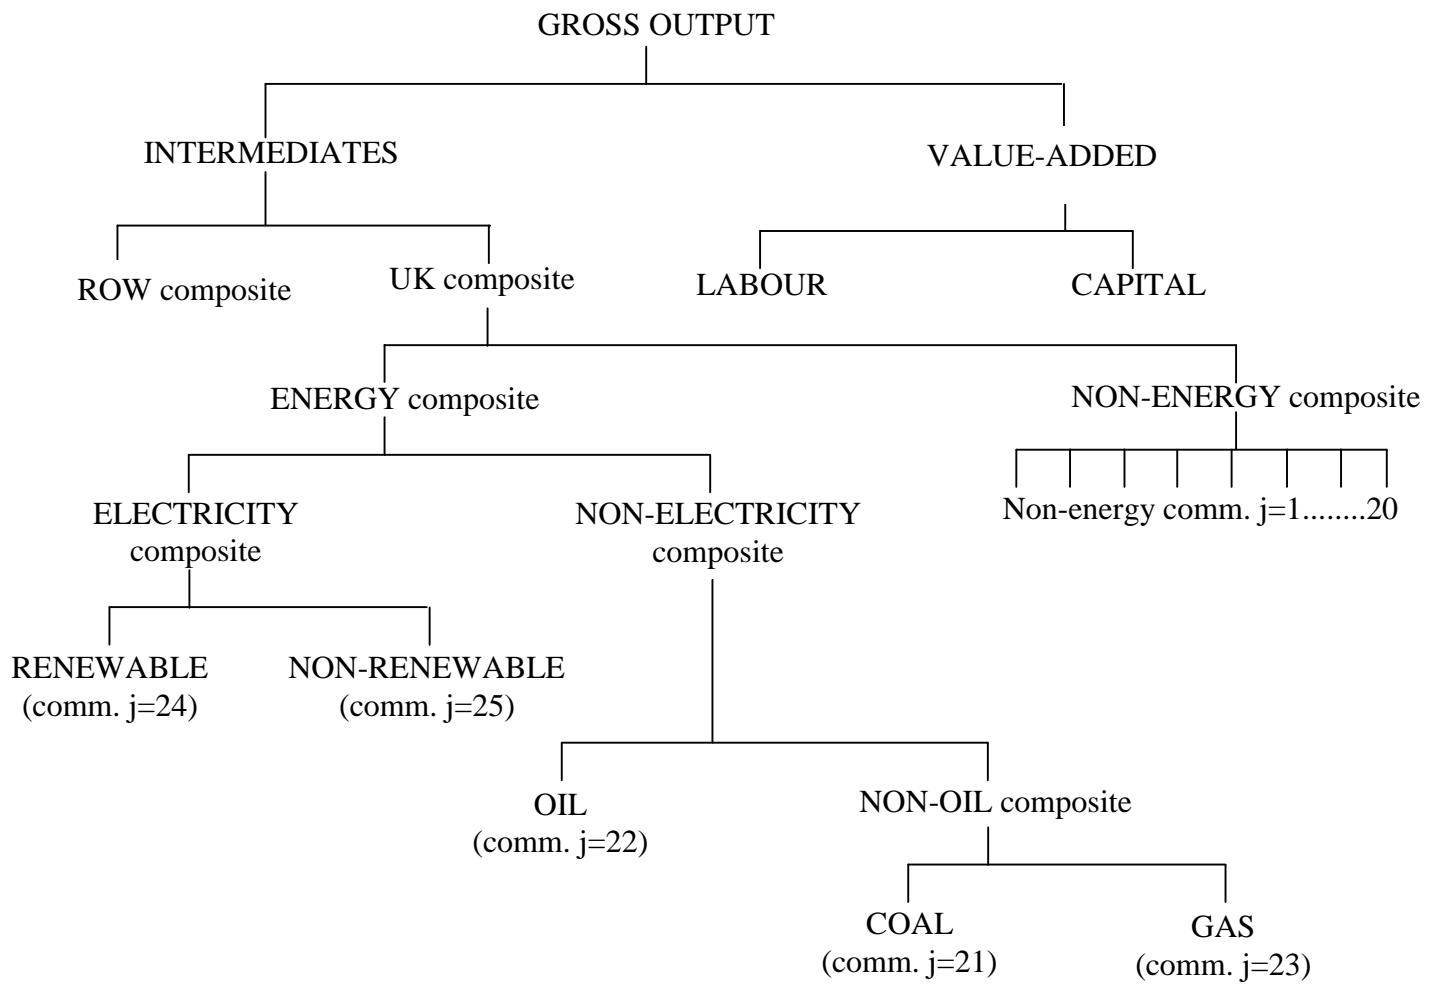 GROSS OUTPUT
INTERMEDIATES
VALUE-ADDED
ROW composite
UK composite
LABOUR
CAPITAL
ENERGY composite
NON-ENERGY composite
ELECTRICITY
composite
NON-ELECTRICITY
composite
Non-energy comm. j=1........20
RENEWABLE
(comm. j=24)
NON-RENEWABLE
(comm. j=25)
OIL
(comm. j=22)
NON-OIL composite
COAL
(comm. j=21)
GAS
(comm. j=23)